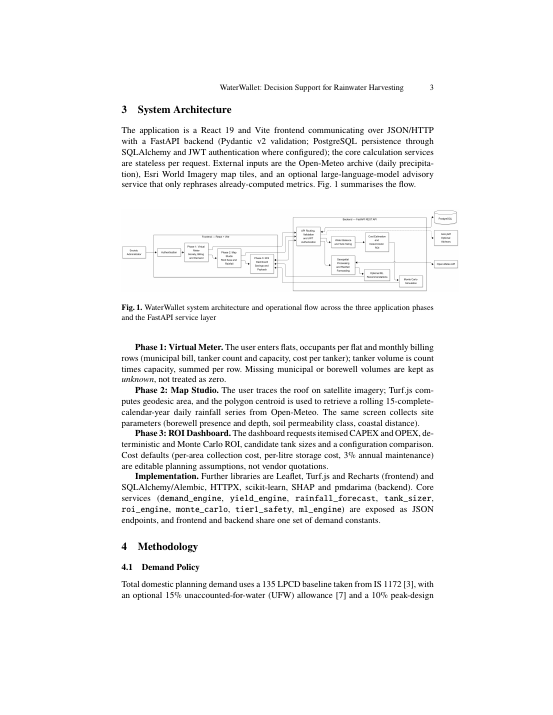 WaterWallet: Decision Support for Rainwater Harvesting 3
3 System Architecture
The application is a React 19 and Vite frontend communicating over JSON/HTTP
with a FastAPI backend (Pydantic v2 validation; PostgreSQL persistence through
SQLAlchemy and JWT authentication where configured); the core calculation services
are stateless per request. External inputs are the Open-Meteo archive (daily precipita-
tion), Esri World Imagery map tiles, and an optional large-language-model advisory
service that only rephrases already-computed metrics. Fig. 1 summarises the flow.
PostgreSQL
Authentication
Fig. 1. WaterWallet system architecture and operational flow across the three application phases
and the FastAPI service layer
Phase 1: Virtual Meter. The user enters flats, occupants per flat and monthly billing
rows (municipal bill, tanker count and capacity, cost per tanker); tanker volume is count
times capacity, summed per row. Missing municipal or borewell volumes are kept as
unknown, not treated as zero.
Phase 2: Map Studio. The user traces the roof on satellite imagery; Turf.js com-
putes geodesic area, and the polygon centroid is used to retrieve a rolling 15-complete-
calendar-year daily rainfall series from Open-Meteo. The same screen collects site
parameters (borewell presence and depth, soil permeability class, coastal distance).
Phase 3: ROI Dashboard. The dashboard requests itemised CAPEX and OPEX, de-
terministic and Monte Carlo ROI, candidate tank sizes and a configuration comparison.
Cost defaults (per-area collection cost, per-litre storage cost, 3% annual maintenance)
are editable planning assumptions, not vendor quotations.
Implementation. Further libraries are Leaflet, Turf.js and Recharts (frontend) and
SQLAlchemy/Alembic, HTTPX, scikit-learn, SHAP and pmdarima (backend). Core
services (demand_engine, yield_engine, rainfall_forecast, tank_sizer,
roi_engine, monte_carlo, tier1_safety, ml_engine) are exposed as JSON
endpoints, and frontend and backend share one set of demand constants.
4 Methodology
4.1 Demand Policy
Total domestic planning demand uses a 135 LPCD baseline taken from IS 1172 [3], with
an optional 15% unaccounted-for-water (UFW) allowance [7] and a 10% peak-design